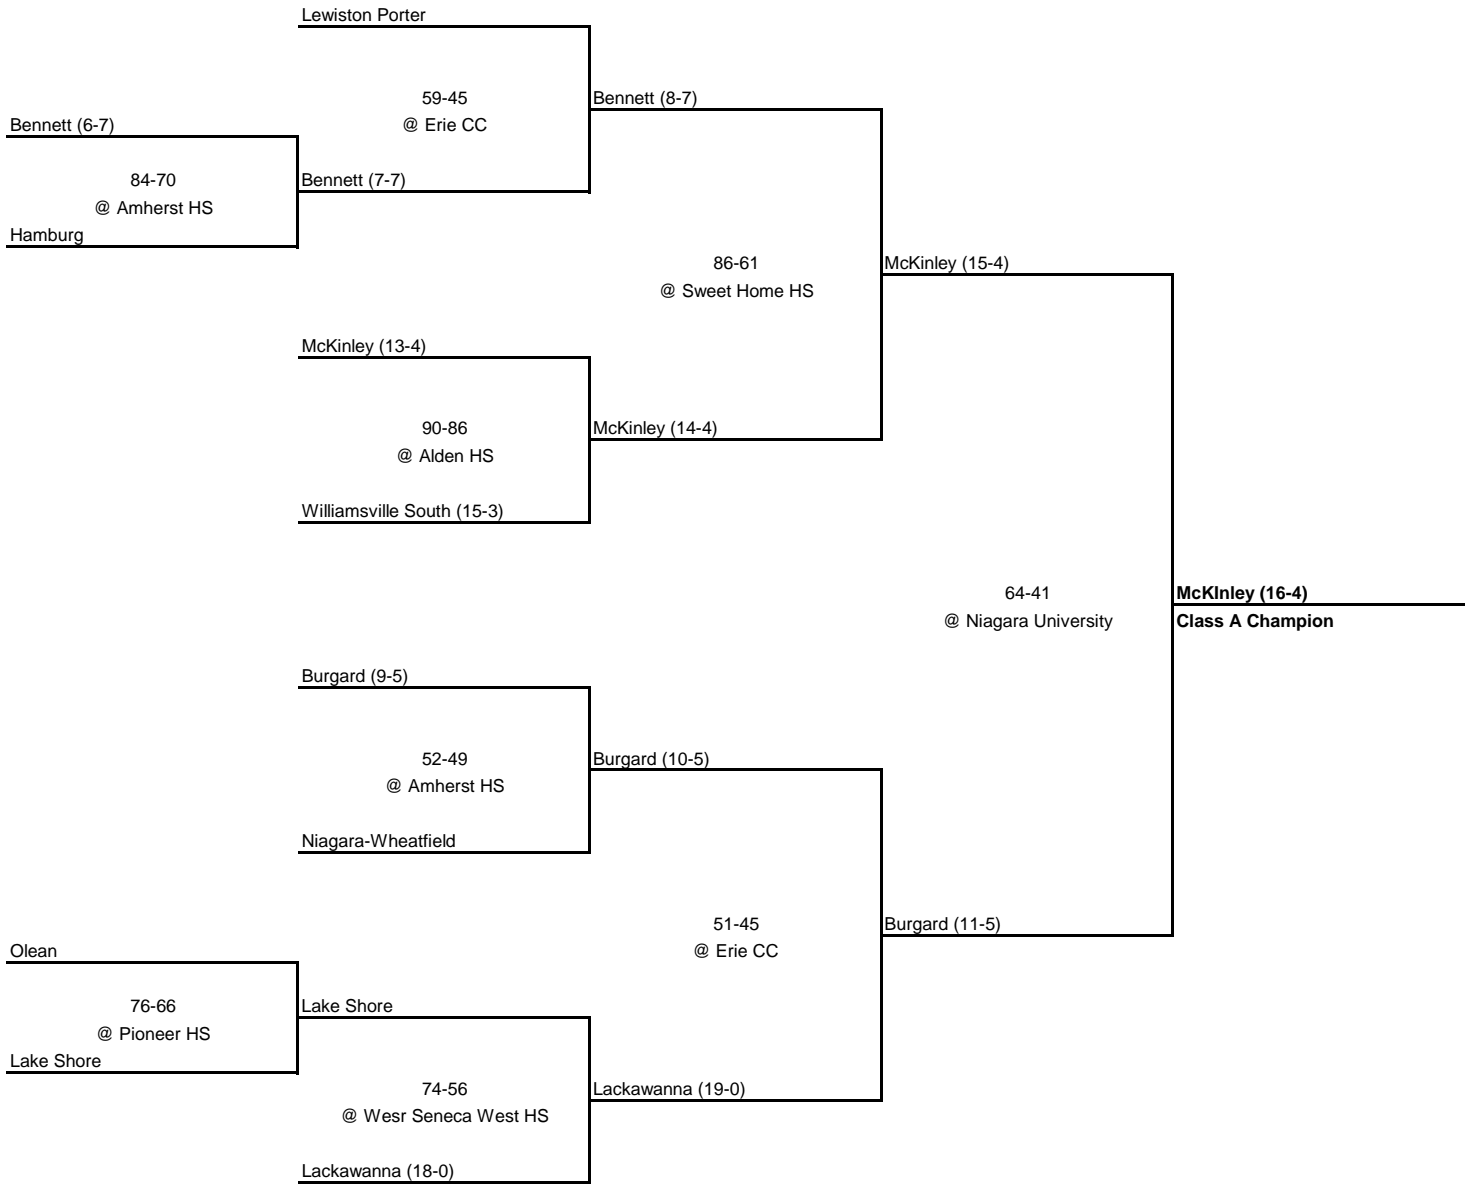 Lewiston Porter
59-45
@ Erie CC
Bennett (8-7)
Bennett (6-7)
84-70
@ Amherst HS
Bennett (7-7)
Hamburg
86-61
@ Sweet Home HS
McKinley (15-4)
McKinley (13-4)
90-86
@ Alden HS
McKinley (14-4)
Williamsville South (15-3)
64-41
@ Niagara University
McKInley (16-4)
Class A Champion
Burgard (9-5)
52-49
@ Amherst HS
Burgard (10-5)
Niagara-Wheatfield
51-45
@ Erie CC
Burgard (11-5)
Olean
76-66
@ Pioneer HS
Lake Shore
Lake Shore
74-56
@ Wesr Seneca West HS
Lackawanna (19-0)
Lackawanna (18-0)